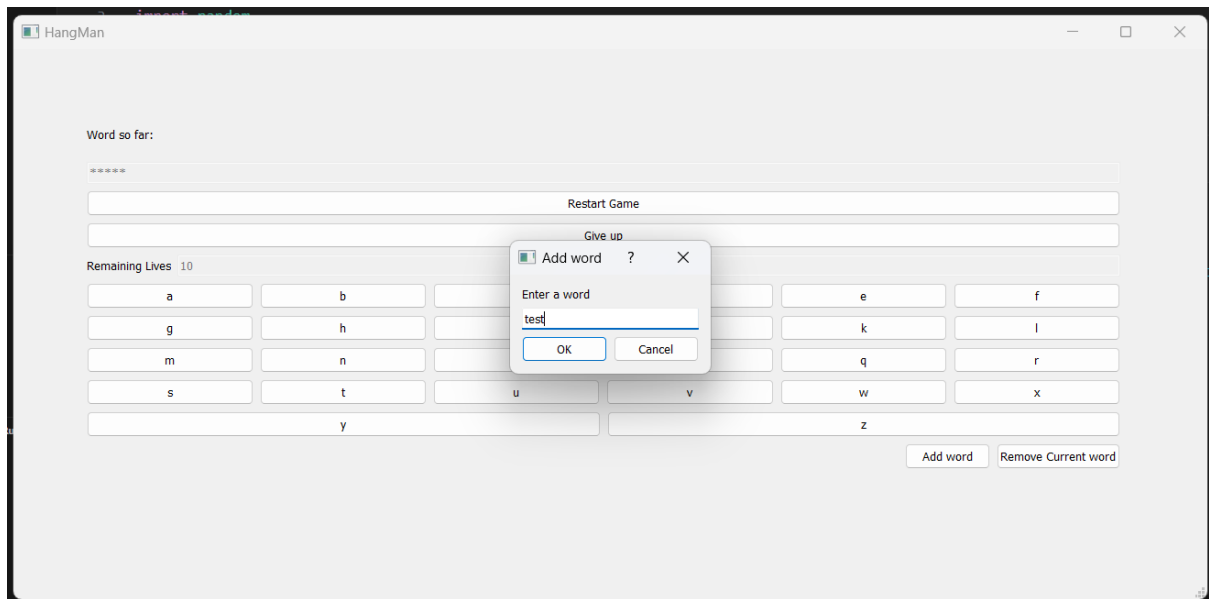 import random
HangMan
Word so far:
*****
Restart Game
Give up
Add word ?
Remaining Lives 10
Enter a word
test
OK Cancel
a b e f
g h k l
m n q r
s t u v w x
y z
Add word Remove Current word